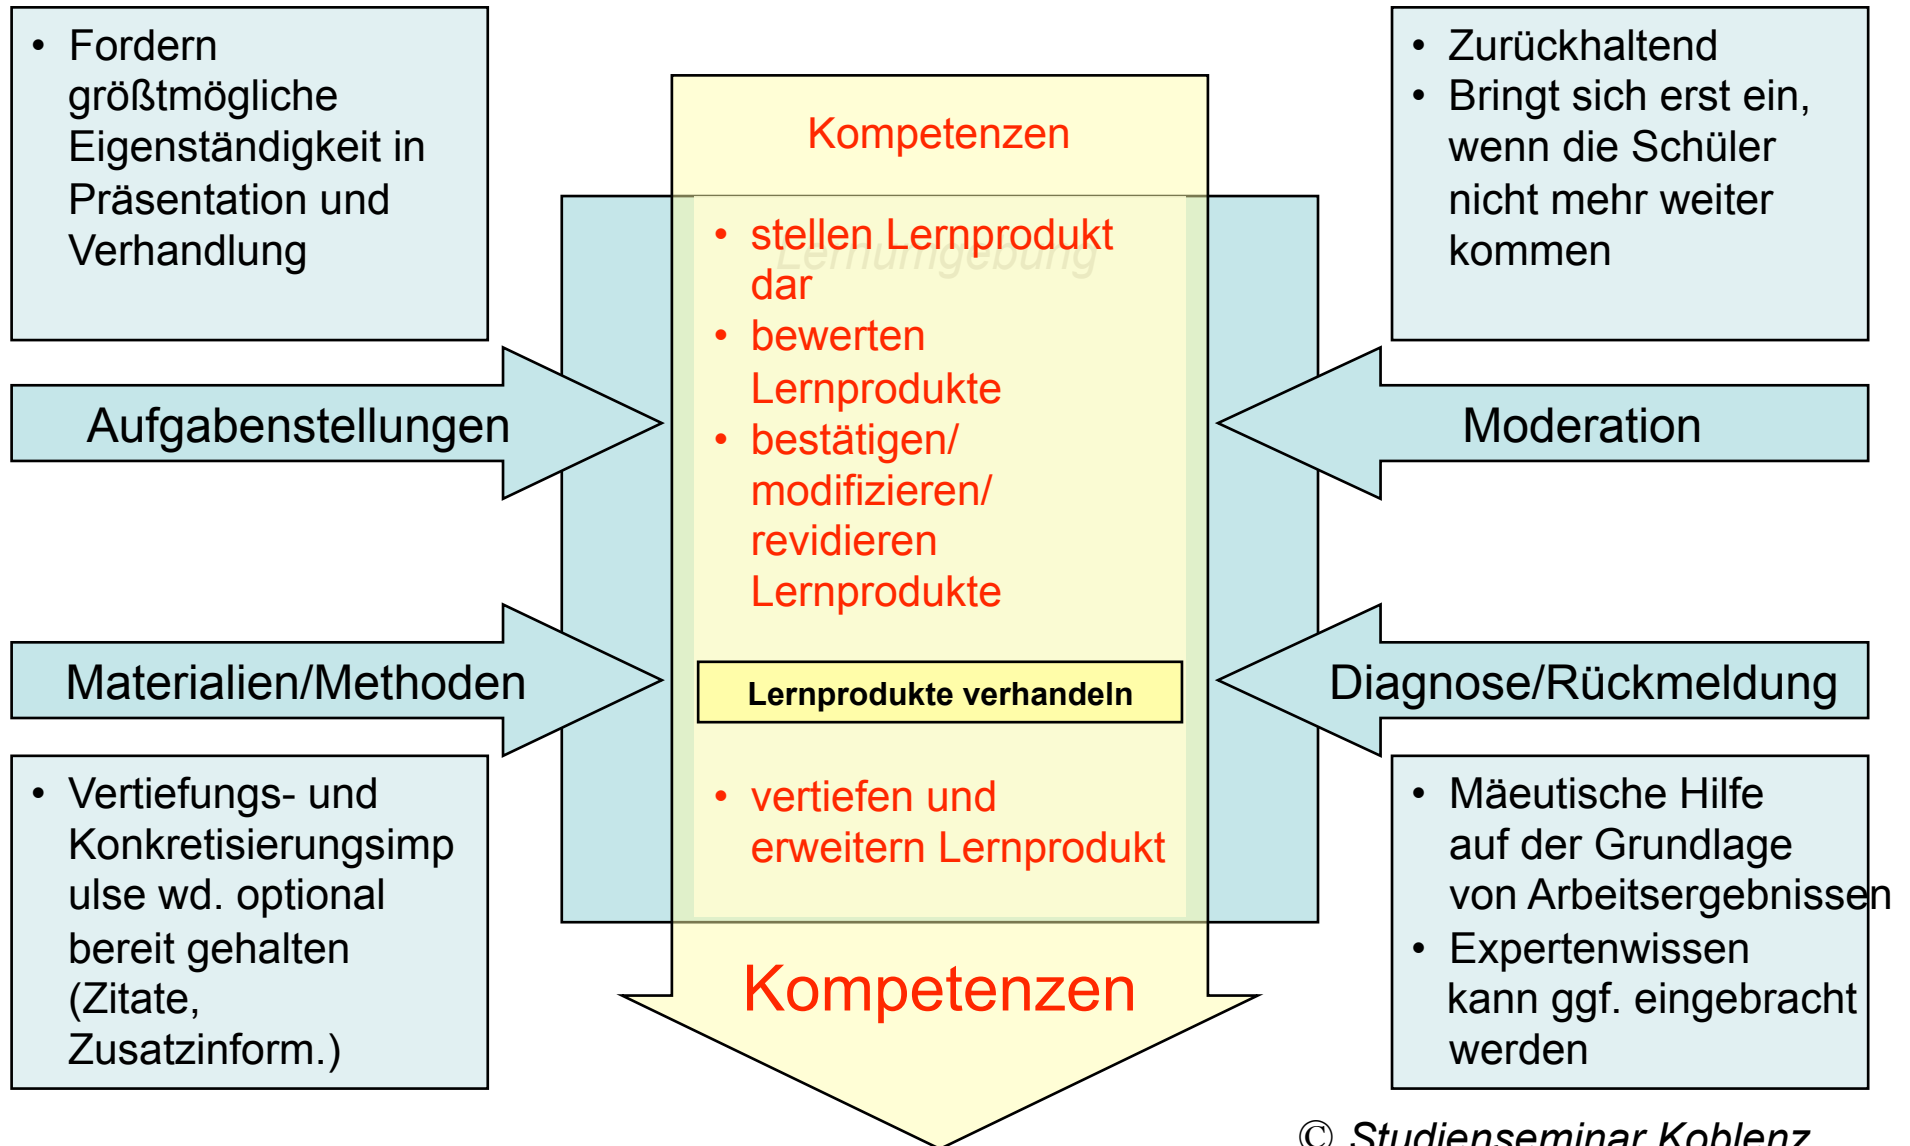 • Fordern
größtmögliche
Eigenständigkeit in
Präsentation und
Verhandlung
Aufgabenstellungen
Materialien/Methoden
• Vertiefungs- und
Konkretisierungsimp
ulse wd. optional
bereit gehalten
(Zitate,
Zusatzinform.)
Kompetenzen
Lernumgebung
• stellen Lernprodukt
dar
• bewerten
Lernprodukte
• bestätigen/
modifizieren/
revidieren
Lernprodukte
Lernprodukte verhandeln
• vertiefen und
erweitern Lernprodukt
Kompetenzen
• Zurückhaltend
• Bringt sich erst ein,
wenn die Schüler
nicht mehr weiter
kommen
Moderation
Diagnose/Rückmeldung
• Mäeutische Hilfe
auf der Grundlage
von Arbeitsergebnissen
• Expertenwissen
kann ggf. eingebracht
werden
© Studienseminar Koblenz